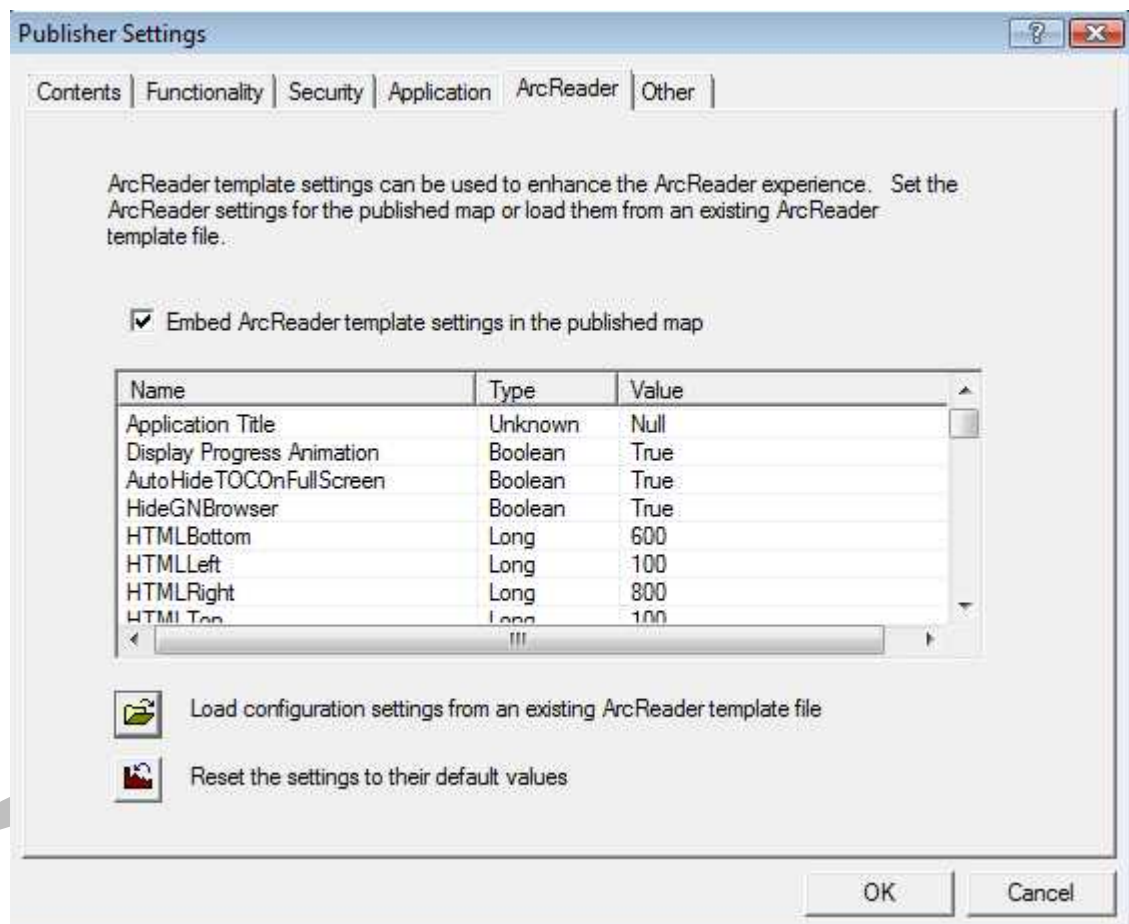 Publisher Settings
Contents Functionality Security Application ArcReader Other
ArcReader template settings can be used to enhance the ArcReader experience. Set the
ArcReader settings for the published map or load them from an existing ArcReader
template file.
Embed ArcReader template settings in the published map
Name Type Value
Application Title Unknown Null
Display Progress Animation Boolean True
AutoHideTOCOnFullScreen Boolean True
HideGNBrowser Boolean True
HTMLBottom Long 600
HTMLLeft Long 100
HTMLRight Long 800
HTMLTop Long 100
Load configuration settings from an existing ArcReader template file
Reset the settings to their default values
OK Cancel